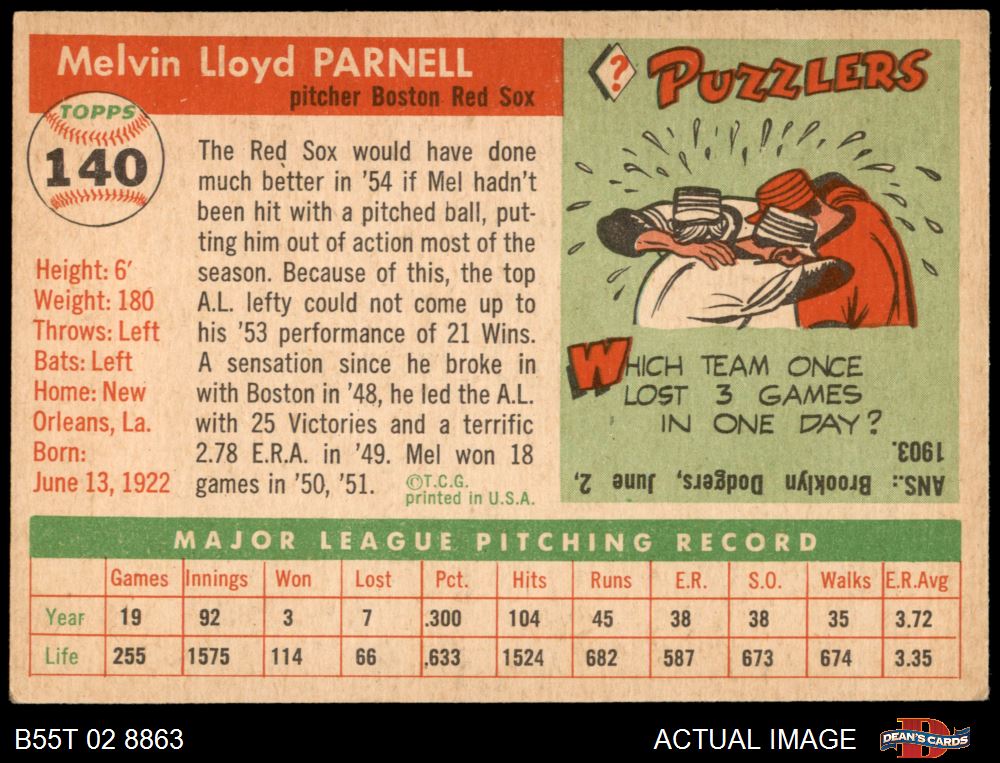 Melvin Lloyd PARNELL
pitcher Boston Red Sox
TOPPS
140
Height: 6'
Weight: 180
Throws: Left
Bats: Left
Home: New
Orleans, La.
Born:
June 13, 1922
The Red Sox would have done
much better in '54 if Mel hadn't
been hit with a pitched ball, put-
ting him out of action most of the
season. Because of this, the top
A.L. lefty could not come up to
his '53 performance of 21 Wins.
A sensation since he broke in
with Boston in '48, he led the A.L.
with 25 Victories and a terrific
2.78 E.R.A. in '49. Mel won 18
games in '50, '51.
©T.C.G.
printed in U.S.A.
?
PUZZLERS
WHICH TEAM ONCE
LOST 3 GAMES
IN ONE DAY?
ANS.: Brooklyn Dodgers, June 2,
1903.
MAJOR LEAGUE PITCHING RECORD
Games Innings Won Lost Pct. Hits Runs E.R. S.O. Walks E.R.Avg
Year 19 92 3 7 .300 104 45 38 38 35 3.72
Life 255 1575 114 66 .633 1524 682 587 673 674 3.35
B55T 02 8863
ACTUAL IMAGE
D
DEAN'S CARDS